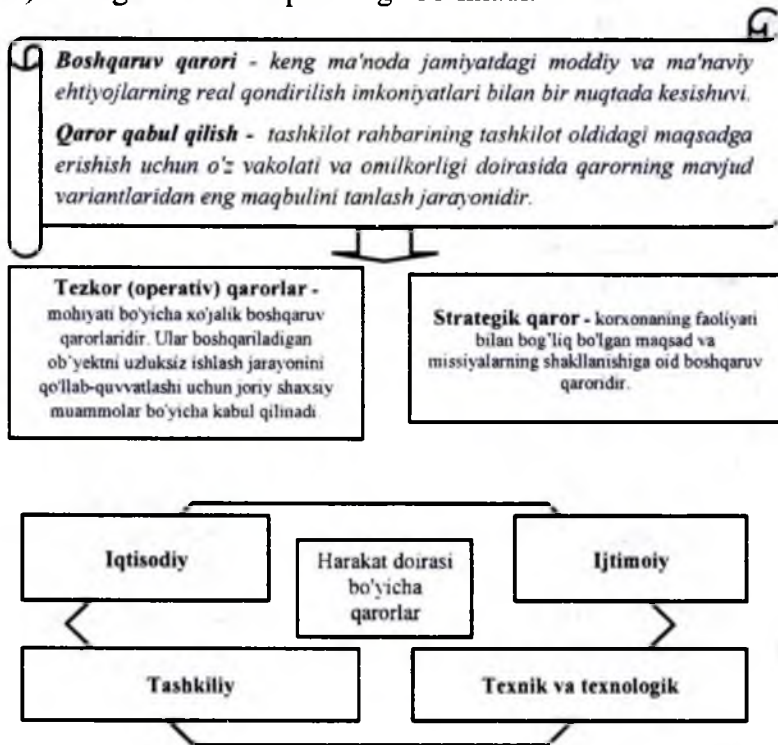 Boshqaruv qarori - keng ma'noda jamiyatdagi moddiy va ma'naviy
ehtiyojlarning real qondirilish imkoniyatlari bilan bir nuqtada kesishuvi.
Qaror qabul qilish - tashkilot rahbarining tashkilot oldidagi maqsadga
erishish uchun o'z vakolati va omilkorligi doirasida qarorning mavjud
variantlaridan eng maqbulini tanlash jarayonidir.
Tezkor (operativ) qarorlar -
mohiyati bo'yicha xo'jalik boshqaruv
qarorlaridir. Ular boshqariladigan
ob'yektni uzluksiz ishlash jarayonini
qo'llab-quvvatlashi uchun joriy shaxsiy
muammolar bo'yicha kabul qilinadi
Strategik qaror - korxonaning faoliyati
bilan bog'liq bo'lgan maqsad va
missiyalarning shakllanishiga oid boshqaruv
qaroridir.
Iqtisodiy
Harakat doirasi
bo'yicha
qarorlar
Ijtimoiy
Tashkiliy
Texnik va texnologik